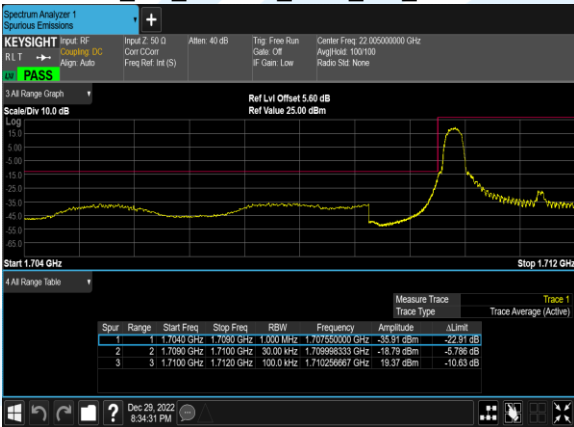 Spectrum Analyzer 1
Spurious Emissions
+
KEYSIGHT Input: RF Input Z: 50 Ω Atten: 40 dB Trig: Free Run Center Freq: 22.005000000 GHz
RLT Coupling: DC Corr CCorr Gate: Off Avg|Hold: 100/100
Align: Auto Freq Ref: Int (S) IF Gain: Low Radio Std: None
PASS
3 All Range Graph
Ref Lvl Offset 5.60 dB
Scale/Div 10.0 dB Ref Value 25.00 dBm
Log
15.0
5.00
-5.00
-15.0
-25.0
-35.0
-45.0
-55.0
-65.0
Start 1.704 GHz Stop 1.712 GHz
4 All Range Table
Measure Trace Trace 1
Trace Type Trace Average (Active)
Spur Range Start Freq Stop Freq RBW Frequency Amplitude ΔLimit
1 1 1.7040 GHz 1.7090 GHz 1.000 MHz 1.707550000 GHz -35.91 dBm -22.91 dB
2 2 1.7090 GHz 1.7100 GHz 30.00 kHz 1.709998333 GHz -18.79 dBm -5.786 dB
3 3 1.7100 GHz 1.7120 GHz 100.0 kHz 1.710256667 GHz 19.37 dBm -10.63 dB
? Dec 29, 2022
8:34:31 PM